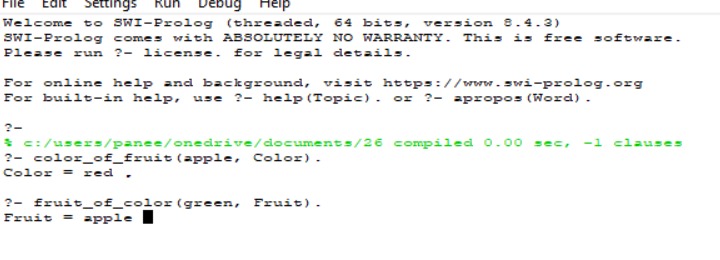 File Edit Settings Run Debug Help
Welcome to SWI-Prolog (threaded, 64 bits, version 8.4.3)
SWI-Prolog comes with ABSOLUTELY NO WARRANTY. This is free software.
Please run ?- license. for legal details.
For online help and background, visit https://www.swi-prolog.org
For built-in help, use ?- help(Topic). or ?- apropos(Word).
?-
% c:/users/panee/onedrive/documents/26 compiled 0.00 sec, -1 clauses
?- color_of_fruit(apple, Color).
Color = red .
?- fruit_of_color(green, Fruit).
Fruit = apple